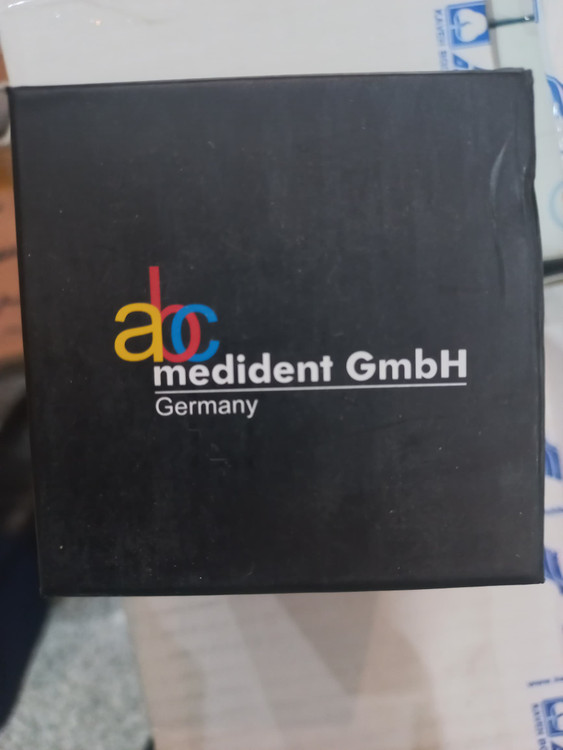 abc
medident GmbH
Germany